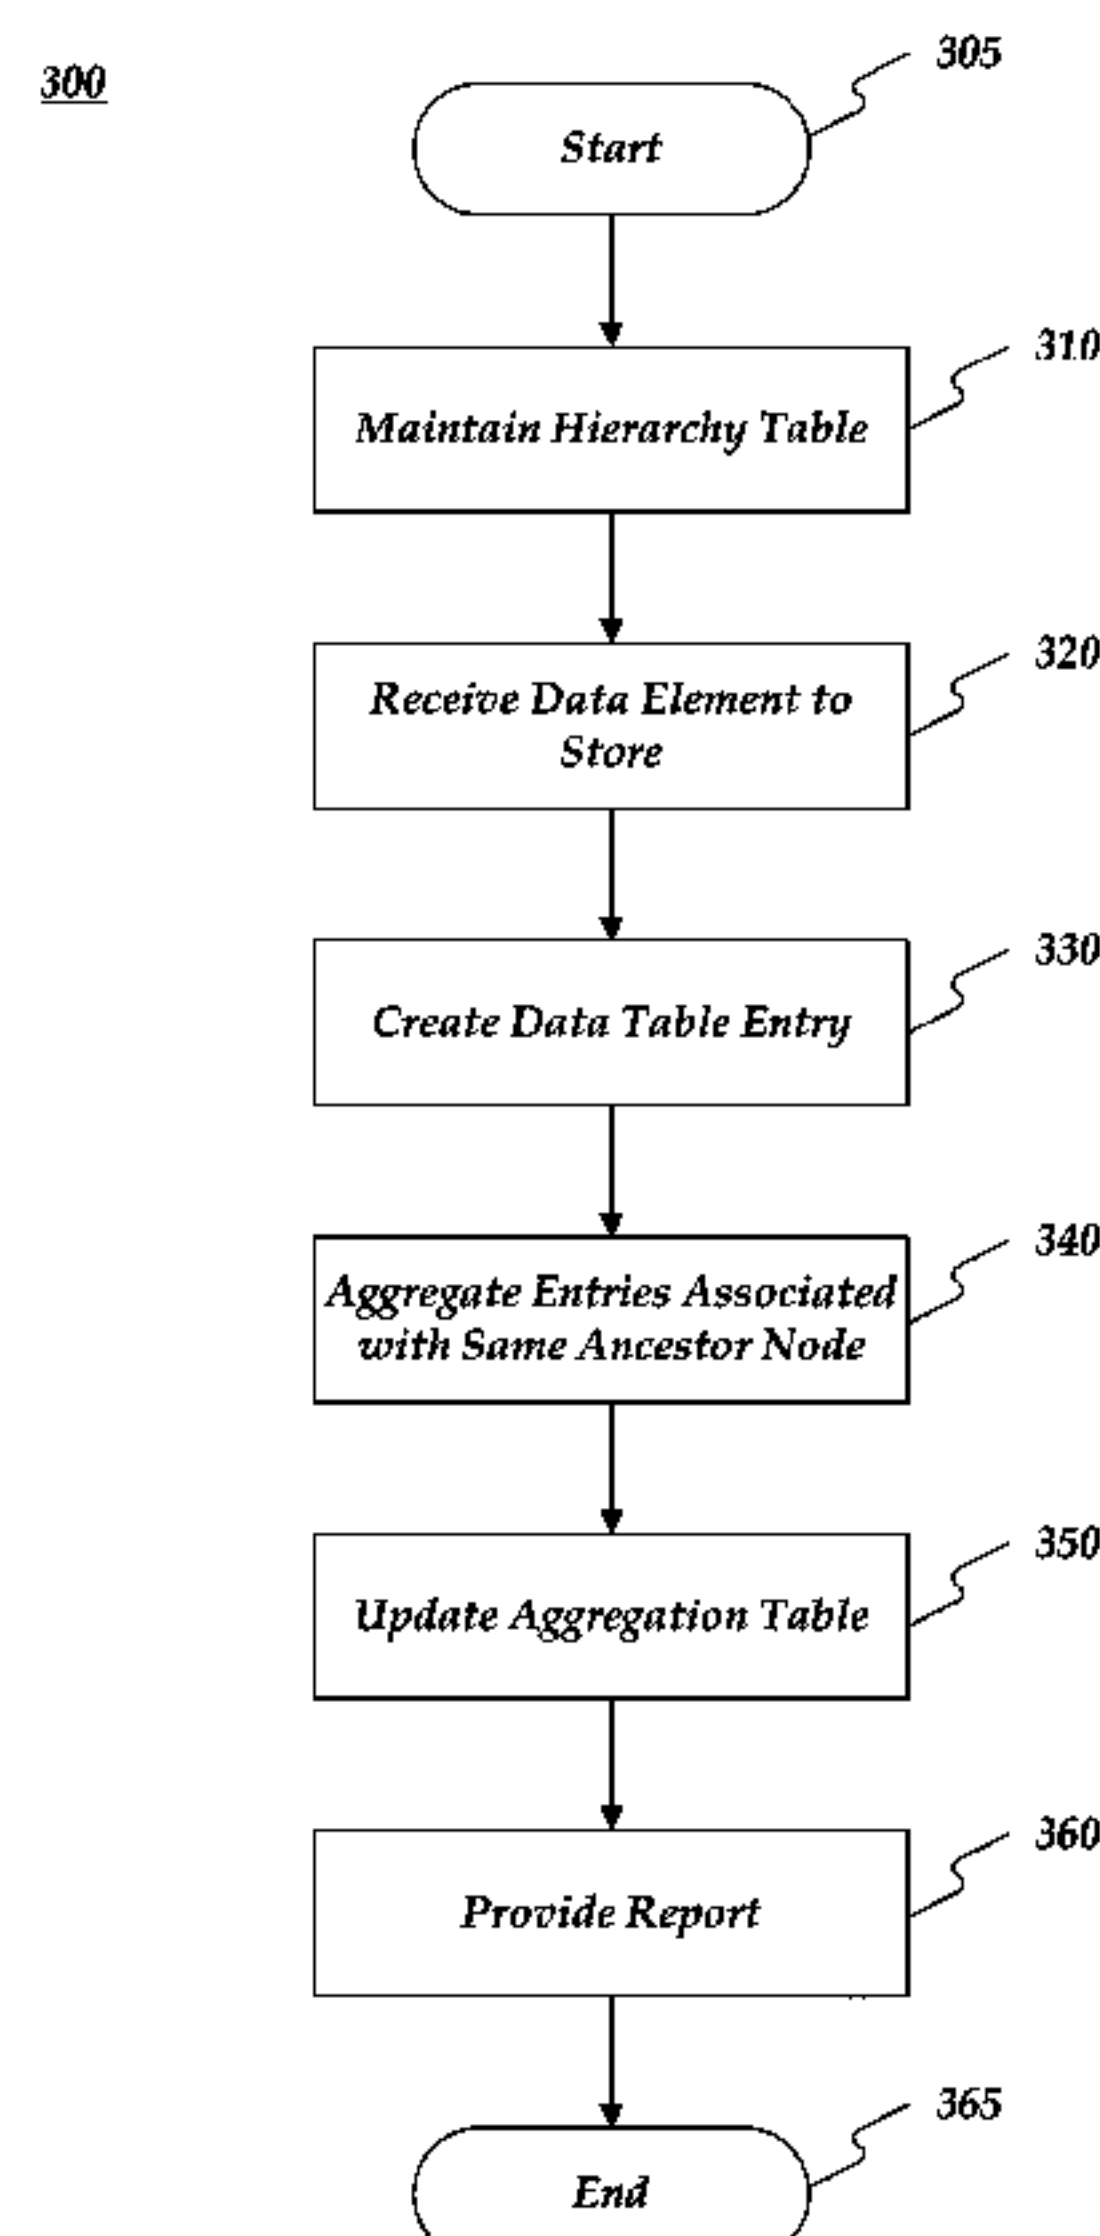 300
305
Start
310
Maintain Hierarchy Table
320
Receive Data Element to
Store
330
Create Data Table Entry
340
Aggregate Entries Associated
with Same Ancestor Node
350
Update Aggregation Table
360
Provide Report
365
End